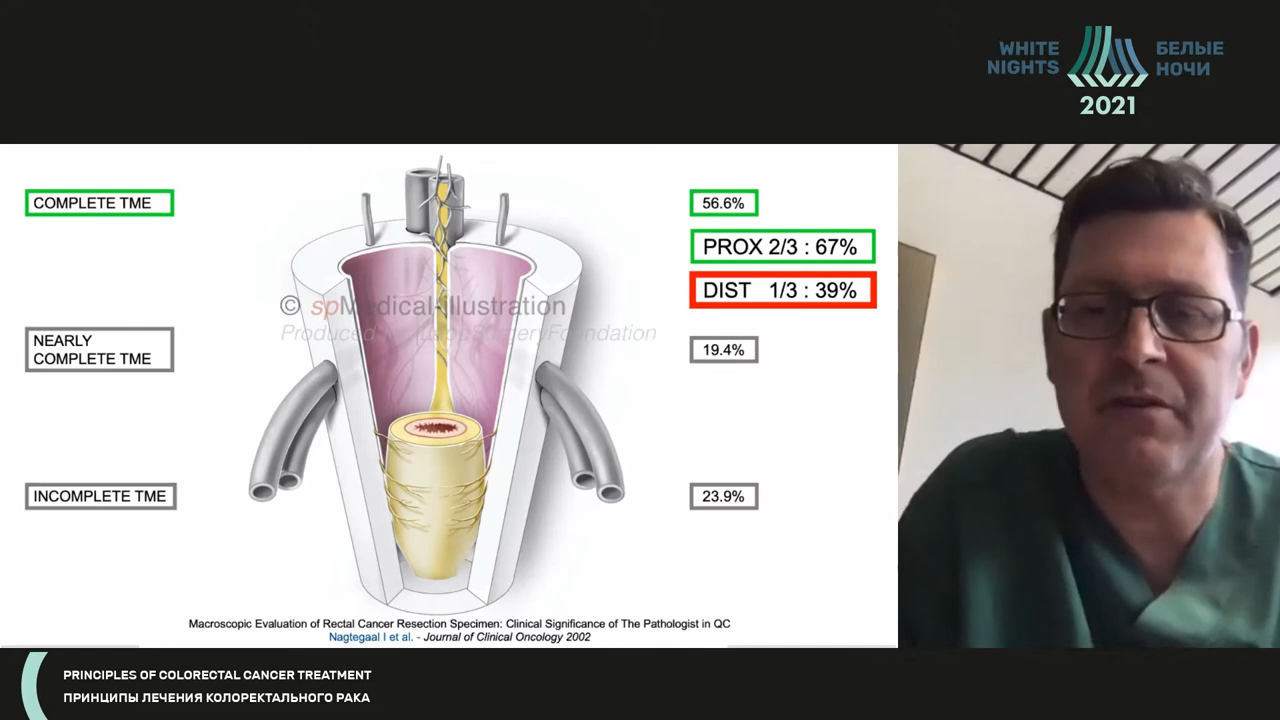 WHITE
NIGHTS
БЕЛЫЕ
НОЧИ
2021
COMPLETE TME
56.6%
PROX 2/3 : 67%
DIST 1/3 : 39%
© spMedical Illustration
NEARLY
COMPLETE TME
19.4%
INCOMPLETE TME
23.9%
Macroscopic Evaluation of Rectal Cancer Resection Specimen: Clinical Significance of The Pathologist in QC
Nagtegaal I et al. - Journal of Clinical Oncology 2002
PRINCIPLES OF COLORECTAL CANCER TREATMENT
ПРИНЦИПЫ ЛЕЧЕНИЯ КОЛОРЕКТАЛЬНОГО РАКА